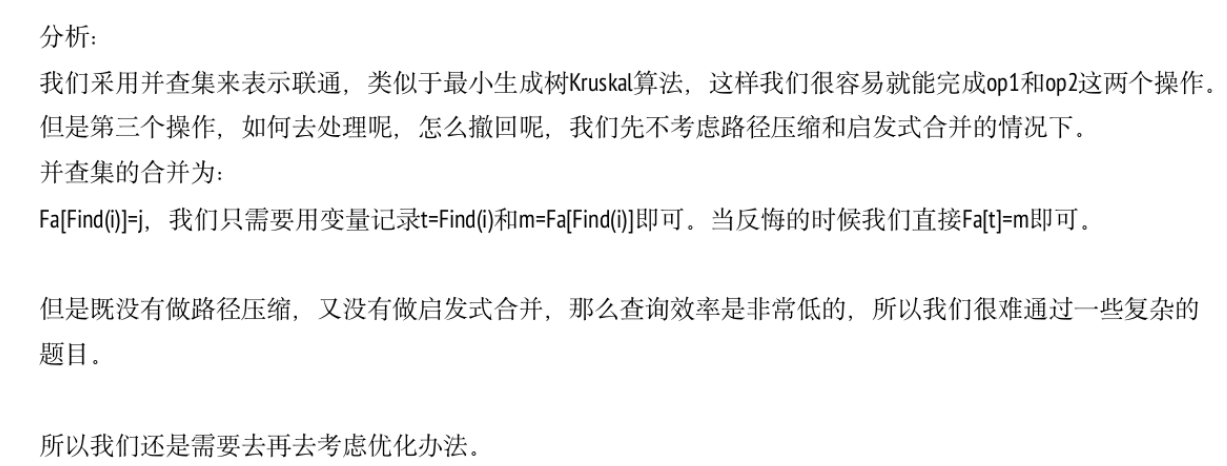 分析:
我们采用并查集来表示联通，类似于最小生成树Kruskal算法，这样我们很容易就能完成op1和op2这两个操作。
但是第三个操作，如何去处理呢，怎么撤回呢，我们先不考虑路径压缩和启发式合并的情况下。
并查集的合并为:
Fa[Find(i)]=j，我们只需要用变量记录t=Find(i)和m=Fa[Find(i)]即可。当反悔的时候我们直接Fa[t]=m即可。
但是既没有做路径压缩，又没有做启发式合并，那么查询效率是非常低的，所以我们很难通过一些复杂的
题目。
所以我们还是需要去再去考虑优化办法。